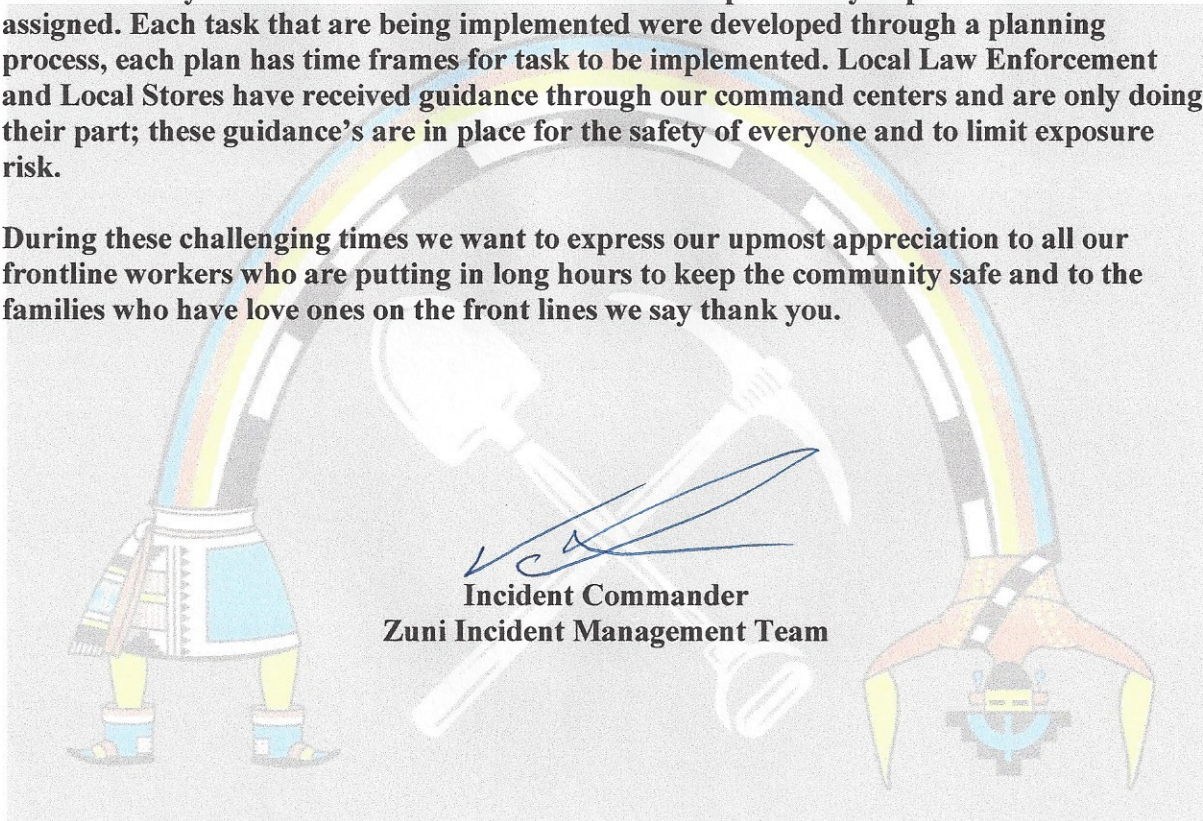 assigned. Each task that are being implemented were developed through a planning
process, each plan has time frames for task to be implemented. Local Law Enforcement
and Local Stores have received guidance through our command centers and are only doing
their part; these guidance’s are in place for the safety of everyone and to limit exposure
risk.
During these challenging times we want to express our upmost appreciation to all our
frontline workers who are putting in long hours to keep the community safe and to the
families who have love ones on the front lines we say thank you.
Incident Commander
Zuni Incident Management Team